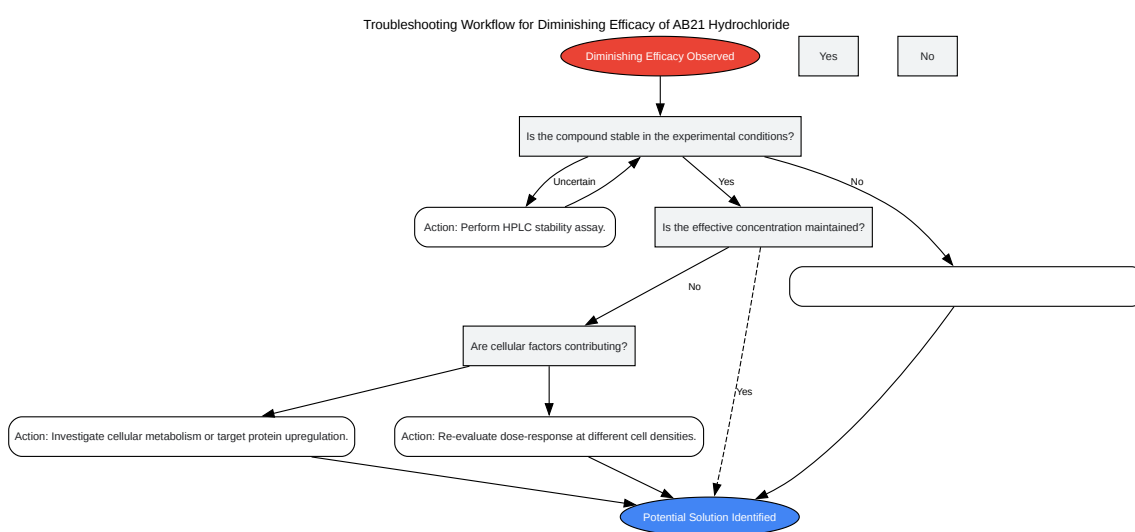 Troubleshooting Workflow for Diminishing Efficacy of AB21 Hydrochloride
Diminishing Efficacy Observed
Yes
No
Is the compound stable in the experimental conditions?
Uncertain
Yes
No
Action: Perform HPLC stability assay.
Is the effective concentration maintained?
No
Are cellular factors contributing?
Yes
Action: Investigate cellular metabolism or target protein upregulation.
Action: Re-evaluate dose-response at different cell densities.
Potential Solution Identified